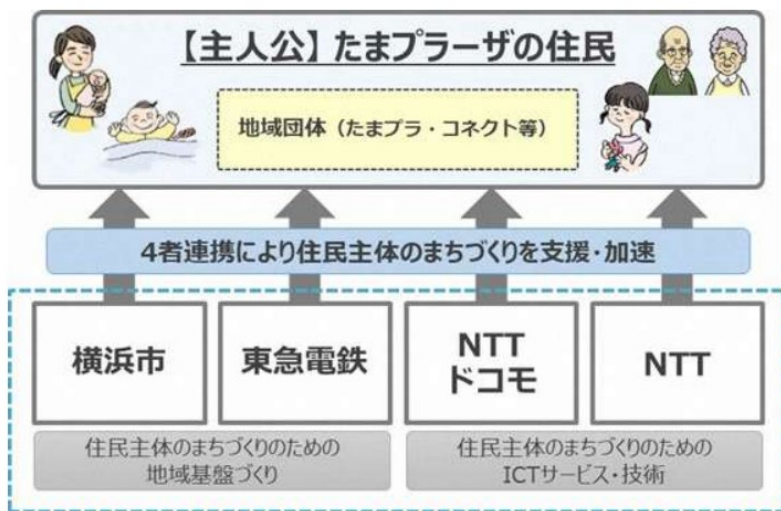 【主人公】たまプラーザの住民
地域団体（たまプラ・コネクト等）
4者連携により住民主体のまちづくりを支援・加速
横浜市
東急電鉄
NTT
ドコモ
NTT
住民主体のまちづくりのための
地域基盤づくり
住民主体のまちづくりのための
ICTサービス・技術